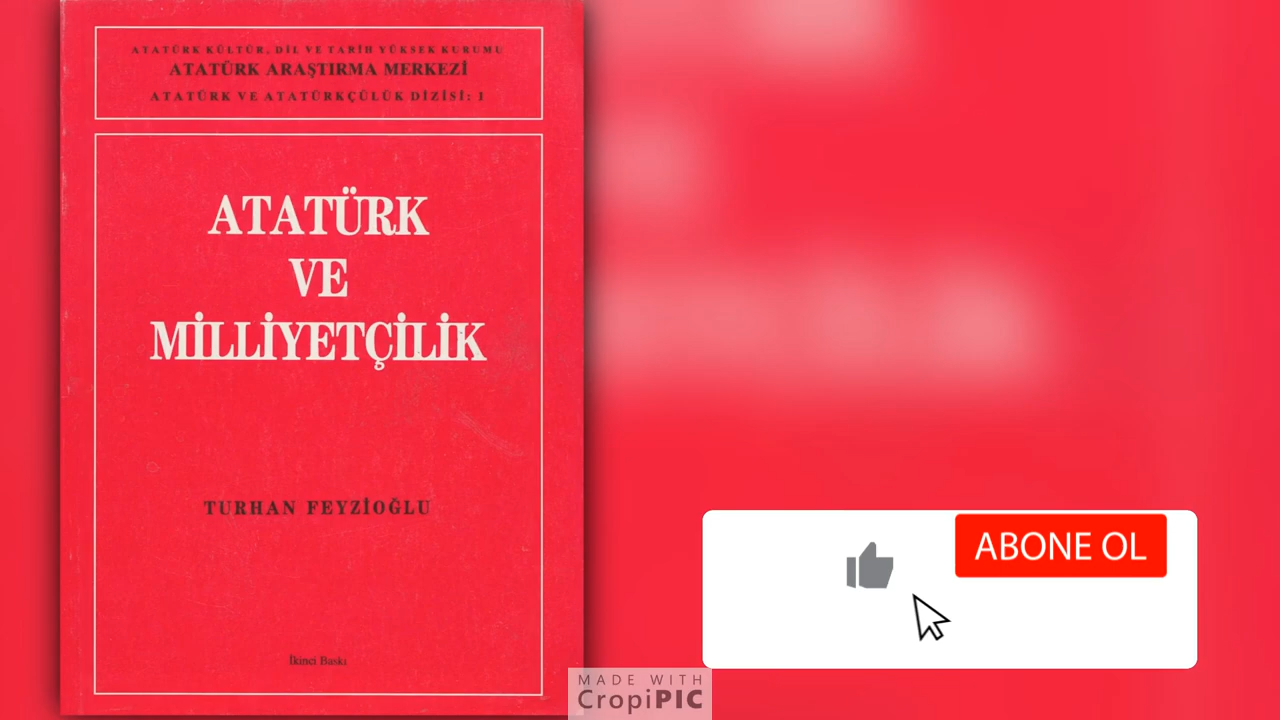 ATATÜRK KÜLTÜR, DİL VE TARİH YÜKSEK KURUMU
ATATÜRK ARAŞTIRMA MERKEZİ
ATATÜRK VE ATATÜRKÇÜLÜK DİZİSİ: 1
ATATÜRK
VE
MİLLİYETÇİLİK
TURHAN FEYZİOĞLU
İkinci Baskı
ABONE OL
MADE WITH
CropiPIC